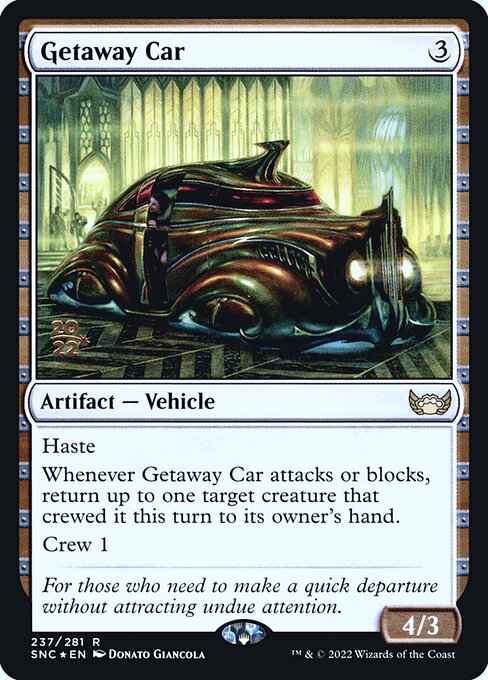 Getaway Car 3
20
22
Artifact — Vehicle
Haste
Whenever Getaway Car attacks or blocks,
return up to one target creature that
crewed it this turn to its owner's hand.
Crew 1
For those who need to make a quick departure
without attracting undue attention.
4/3
237/281 R
SNC ★ EN Donato Giancola
™ & © 2022 Wizards of the Coast